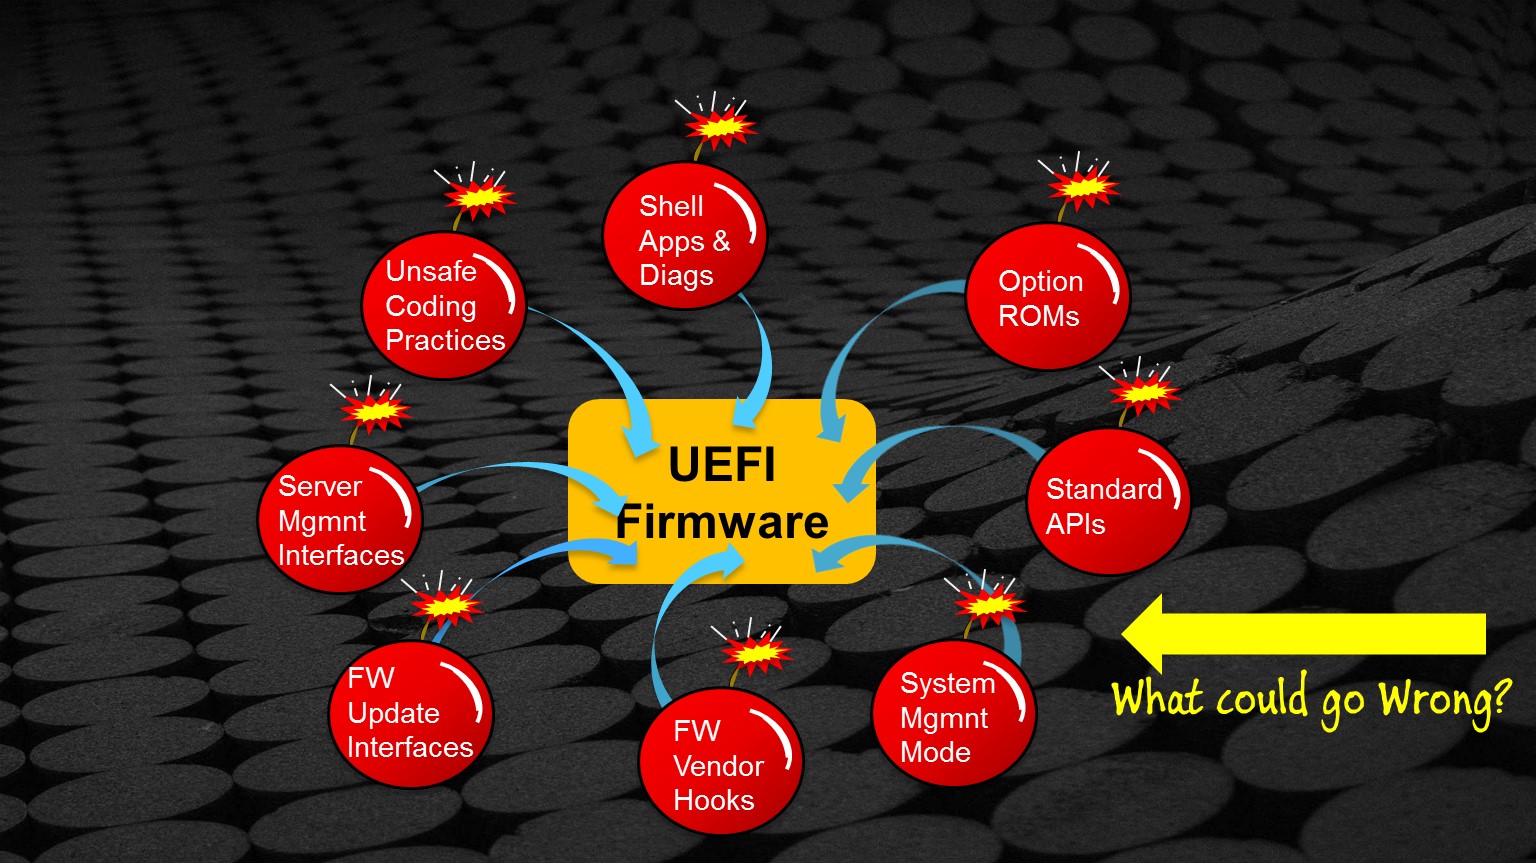 Shell
Apps &
Diags
Unsafe
Coding
Practices
Option
ROMs
UEFI
Firmware
Server
Mgmnt
Interfaces
Standard
APIs
FW
Update
Interfaces
FW
Vendor
Hooks
System
Mgmnt
Mode
What could go Wrong?